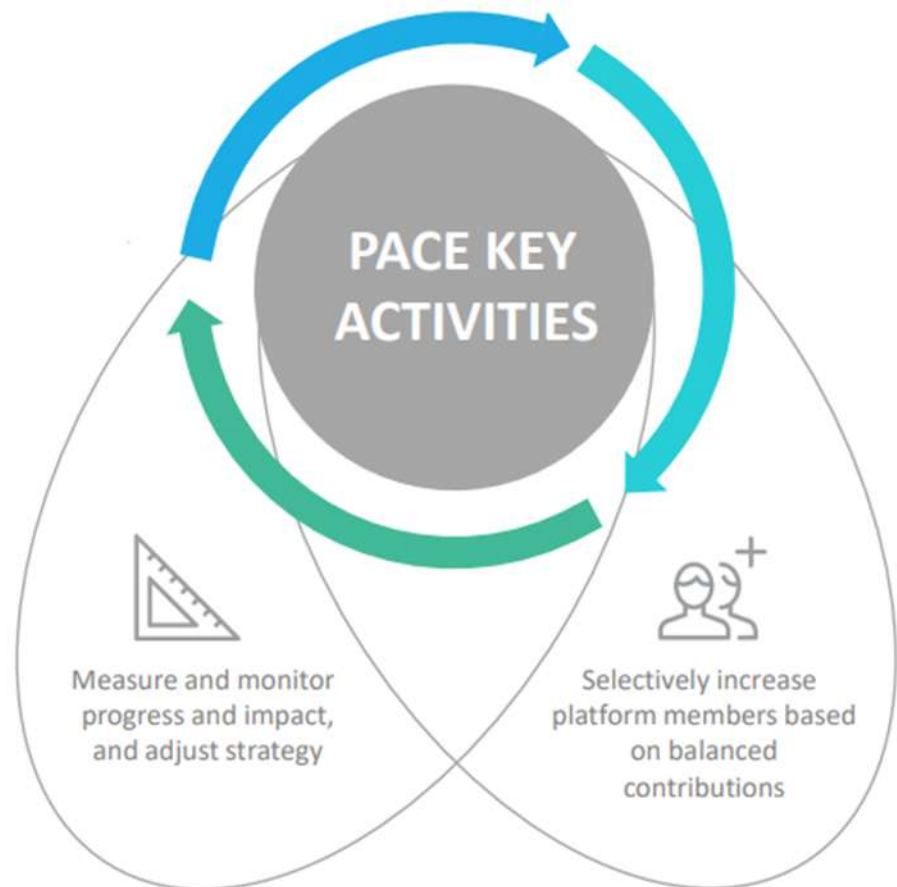 PACE KEY
ACTIVITIES
Measure and monitor
progress and impact,
and adjust strategy
Selectively increase
platform members based
on balanced
contributions